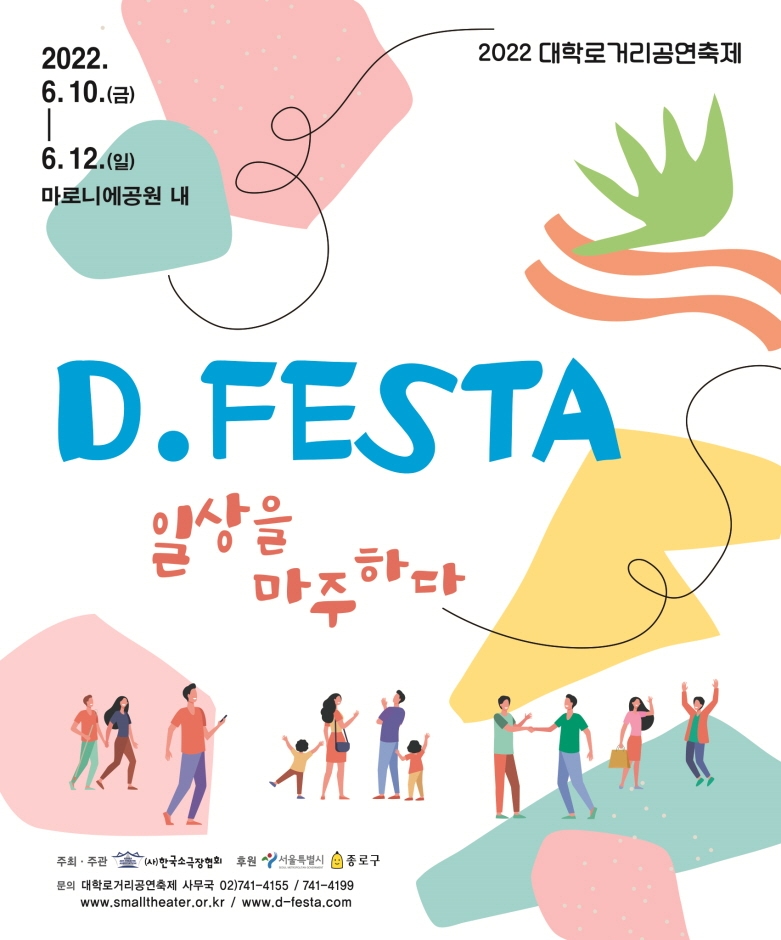 2022.
6.10.(금)
|
6.12.(일)
마로니에공원 내
2022 대학로거리공연축제
D.FESTA
일상을
마주하다
주최 · 주관 (사)한국소극장협회 후원 서울특별시 종로구
문의 대학로거리공연축제 사무국 02)741-4155 / 741-4199
www.smalltheater.or.kr / www.d-festa.com